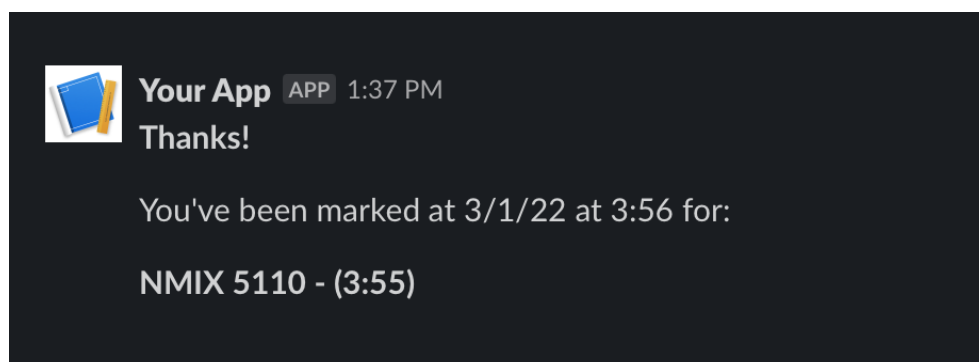 Your App APP 1:37 PM
Thanks!
You've been marked at 3/1/22 at 3:56 for:
NMIX 5110 - (3:55)